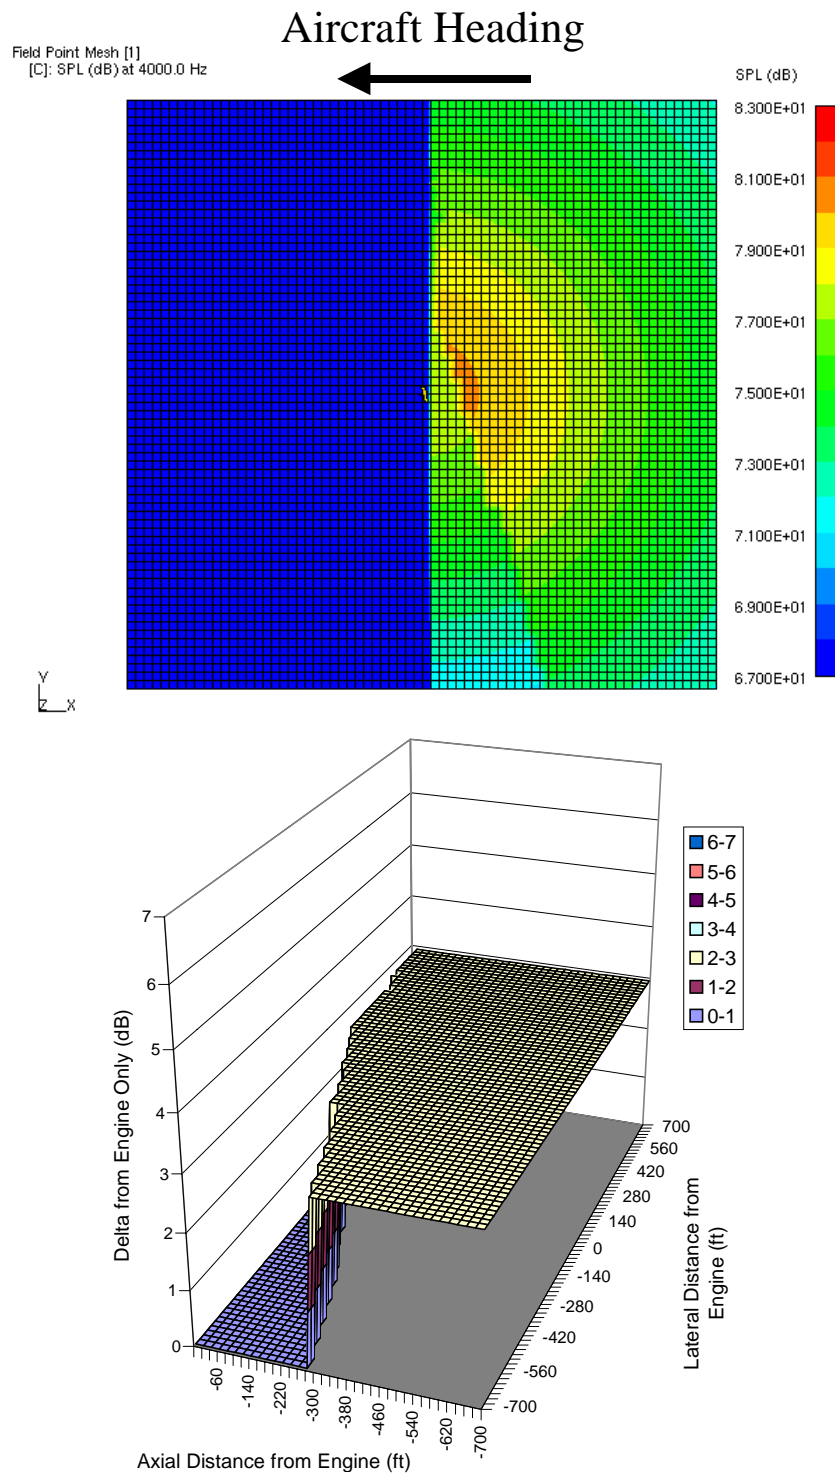 Aircraft Heading
Field Point Mesh [1]
[C]: SPL (dB) at 4000.0 Hz
SPL (dB)
8.300E+01
8.100E+01
7.900E+01
7.700E+01
7.500E+01
7.300E+01
7.100E+01
6.900E+01
6.700E+01
Y
Z X
7
6
5
4
3
2
1
0
Delta from Engine Only (dB)
6-7
5-6
4-5
3-4
2-3
1-2
0-1
700
560
420
280
140
0
-140
-280
-420
-560
-700
Lateral Distance from
Engine (ft)
-60
-140
-220
-300
-380
-460
-540
-620
-700
Axial Distance from Engine (ft)